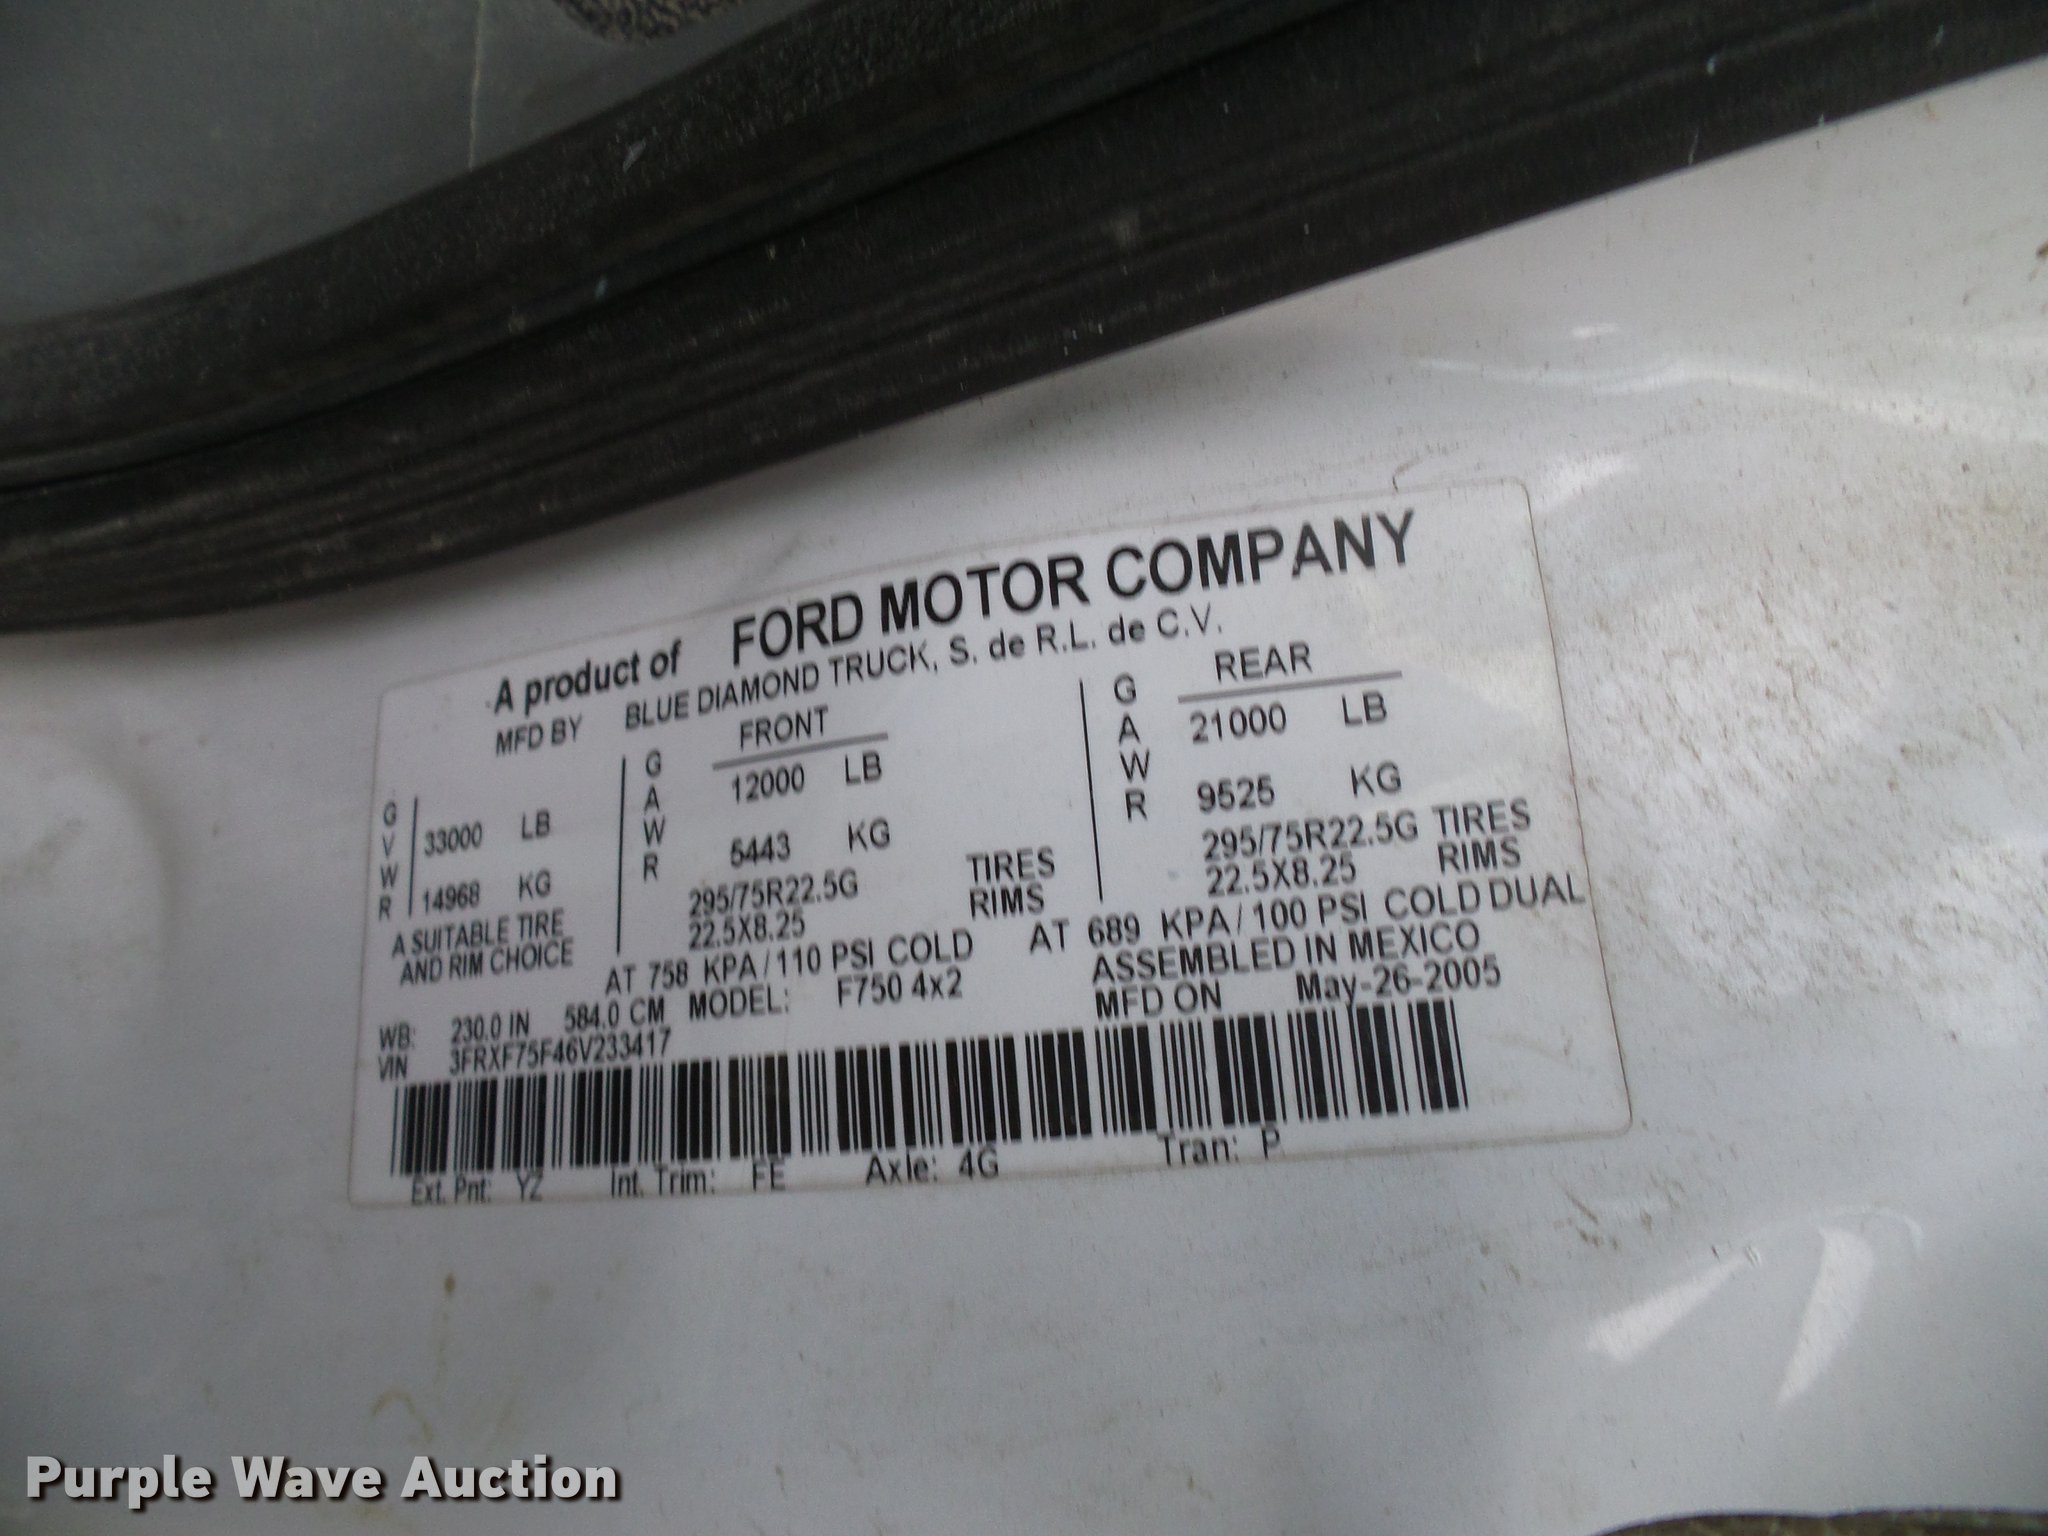 A product of FORD MOTOR COMPANY
MFD BY BLUE DIAMOND TRUCK, S. de R.L. de C.V.
FRONT REAR
GVWR 33000 LB GAWR 12000 LB GAWR 21000 LB
14968 KG 5443 KG 9525 KG
295/75R22.5G TIRES 295/75R22.5G TIRES
A SUITABLE TIRE 22.5X8.25 RIMS 22.5X8.25 RIMS
AND RIM CHOICE AT 758 KPA/110 PSI COLD AT 689 KPA/100 PSI COLD DUAL
WB: 230.0 IN 584.0 CM MODEL: F750 4x2 ASSEMBLED IN MEXICO
VIN 3FRXF75F46V233417 MFD ON May-26-2005
Ext. Pnt: YZ Int. Trim: FE Axle: 4G Tran: P
Purple Wave Auction